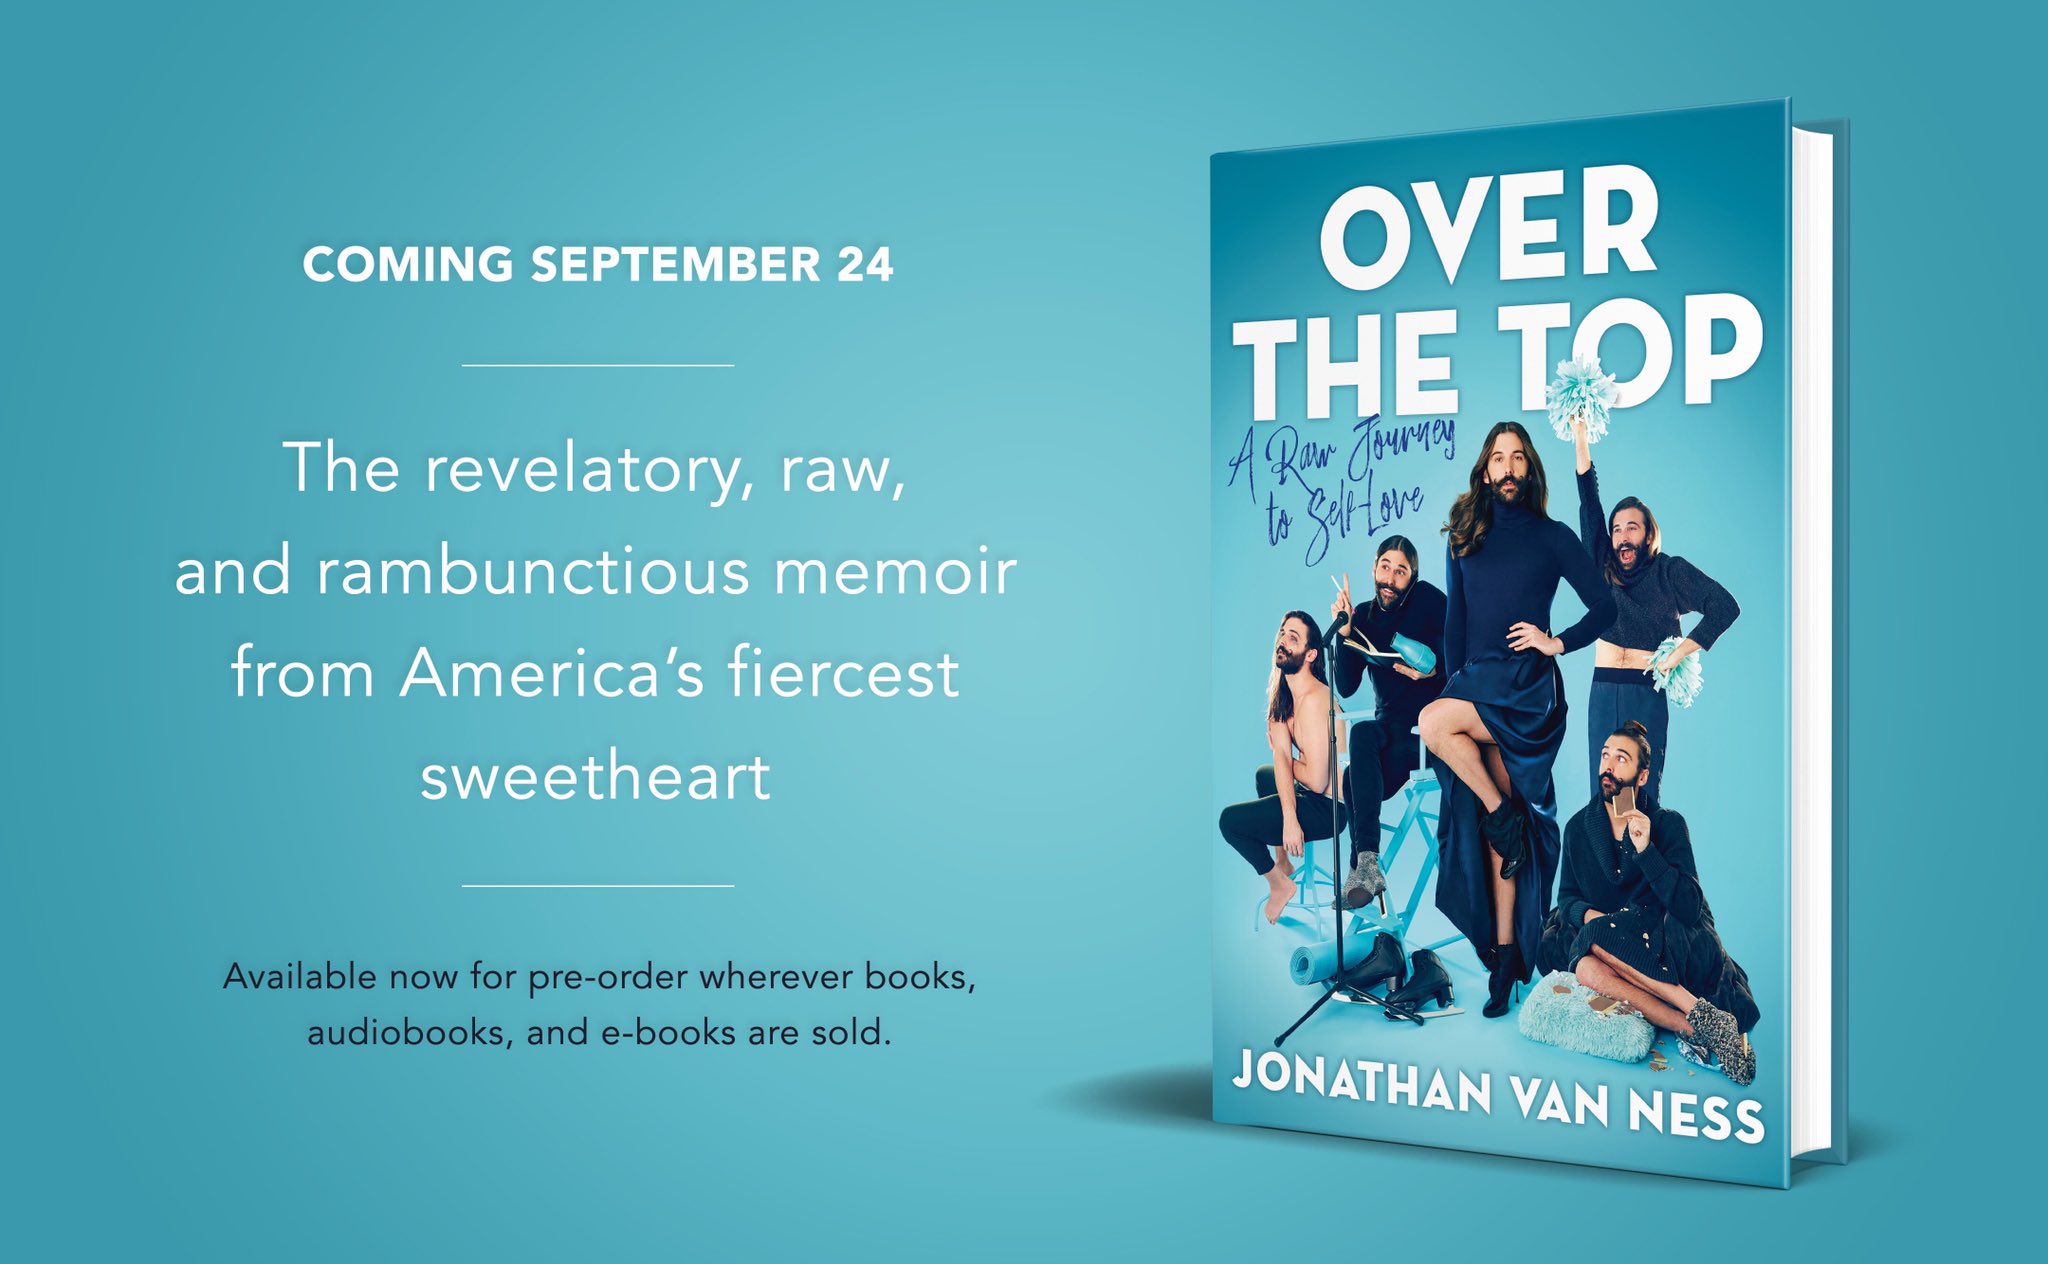 COMING SEPTEMBER 24
The revelatory, raw,
and rambunctious memoir
from America’s fiercest
sweetheart
Available now for pre-order wherever books,
audiobooks, and e-books are sold.
OVER
THE TOP
A Raw Journey
to Self-Love
JONATHAN VAN NESS